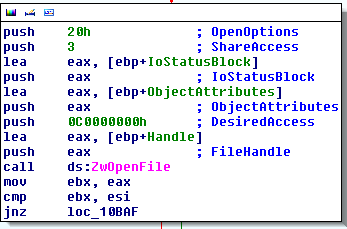 push 20h ; OpenOptions
push 3 ; ShareAccess
lea eax, [ebp+IoStatusBlock]
push eax ; IoStatusBlock
lea eax, [ebp+ObjectAttributes]
push eax ; ObjectAttributes
push 0C0000000h ; DesiredAccess
lea eax, [ebp+Handle]
push eax ; FileHandle
call ds:ZwOpenFile
mov ebx, eax
cmp ebx, esi
jnz loc_10BAF